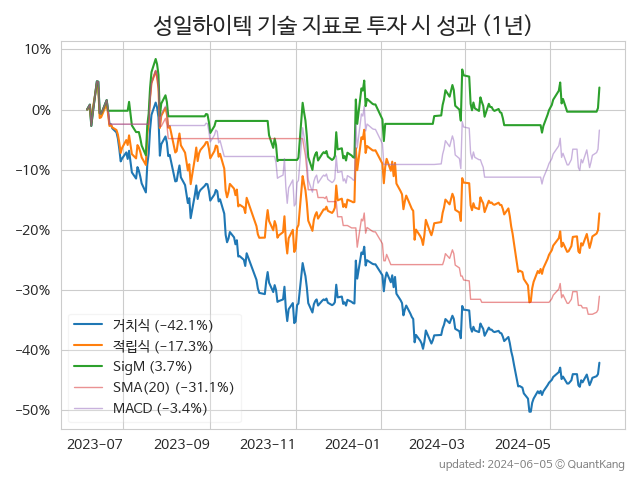 성일하이텍 기술 지표로 투자 시 성과 (1년)
10%
0%
−10%
−20%
−30%
−40%
−50%
거치식 (−42.1%)
적립식 (−17.3%)
SigM (3.7%)
SMA(20) (−31.1%)
MACD (−3.4%)
2023−07
2023−09
2023−11
2024−01
2024−03
2024−05
updated: 2024−06−05 © QuantKang